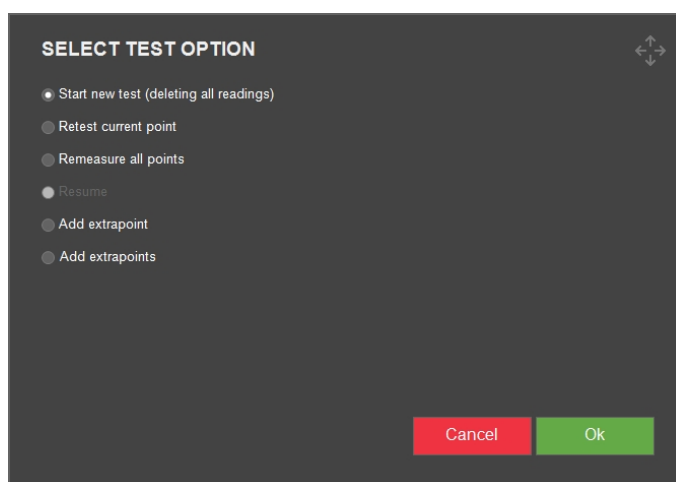 SELECT TEST OPTION
Start new test (deleting all readings)
Retest current point
Remeasure all points
Resume
Add extrapoint
Add extrapoints
Cancel Ok